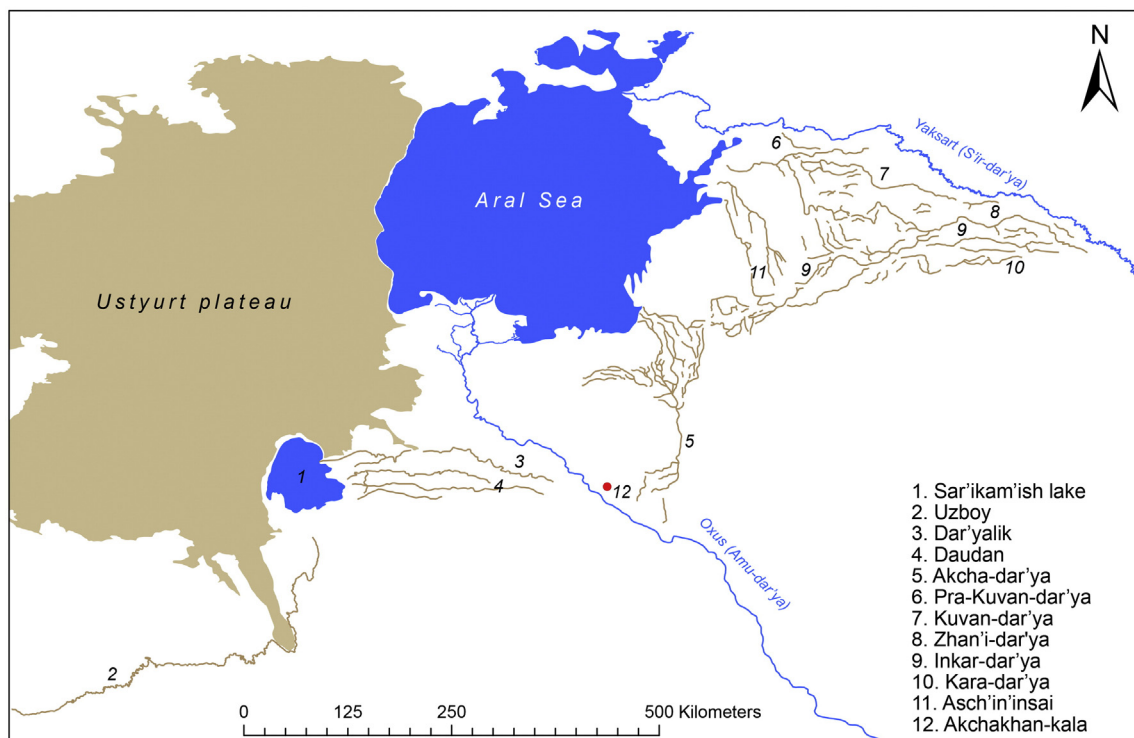 N
Yaksart (S'ir-dar'ya)
6
7
Aral Sea
8
9
11
9
10
Ustyurt plateau
5
3
1
4
12
Oxus (Amu-dar'ya)
2
1. Sar'ikam'ish lake
2. Uzboy
3. Dar'yalik
4. Daudan
5. Akcha-dar'ya
6. Pra-Kuvan-dar'ya
7. Kuvan-dar'ya
8. Zhan'i-dar'ya
9. Inkar-dar'ya
10. Kara-dar'ya
11. Asch'in'insai
12. Akchakhan-kala
0 125 250 500 Kilometers